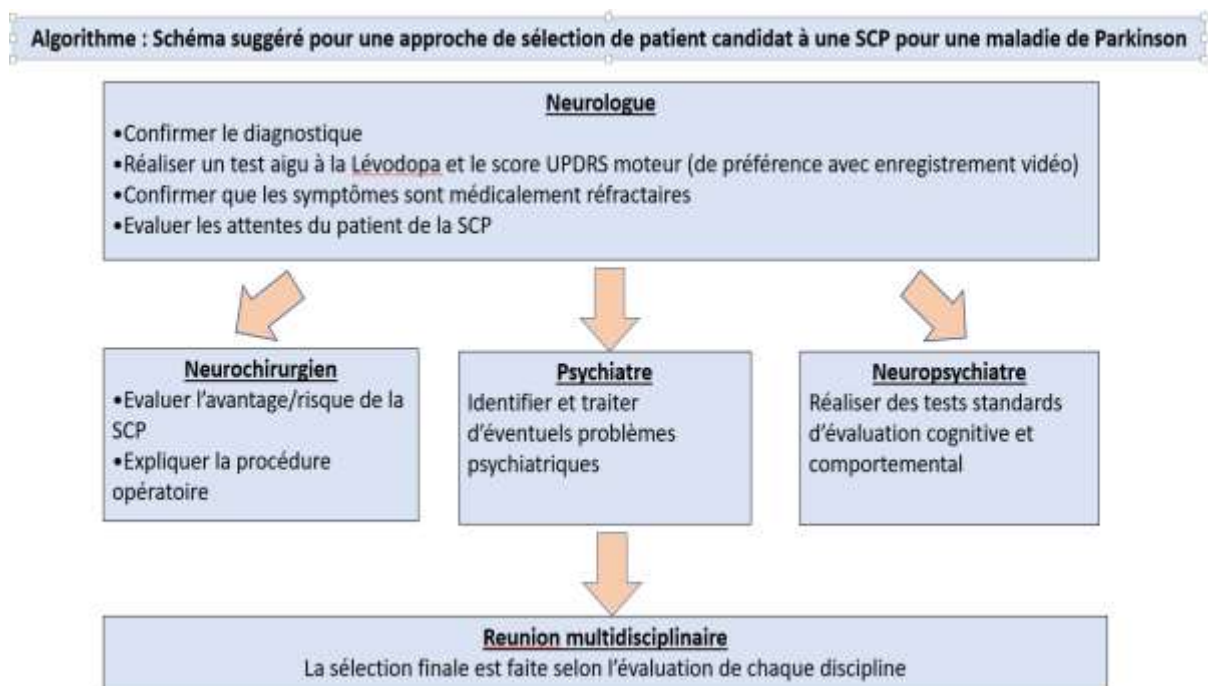 Algorithme : Schéma suggéré pour une approche de sélection de patient candidat à une SCP pour une maladie de Parkinson
Neurologue
•Confirmer le diagnostique
•Réaliser un test aigu à la Lévodopa et le score UPDRS moteur (de préférence avec enregistrement vidéo)
•Confirmer que les symptômes sont médicalement réfractaires
•Evaluer les attentes du patient de la SCP
Neurochirurgien
•Evaluer l'avantage/risque de la
SCP
•Expliquer la procédure
opératoire
Psychiatre
Identifier et traiter
d'éventuels problèmes
psychiatriques
Neuropsychiatre
Réaliser des tests standards
d'évaluation cognitive et
comportemental
Reunion multidisciplinaire
La sélection finale est faite selon l'évaluation de chaque discipline